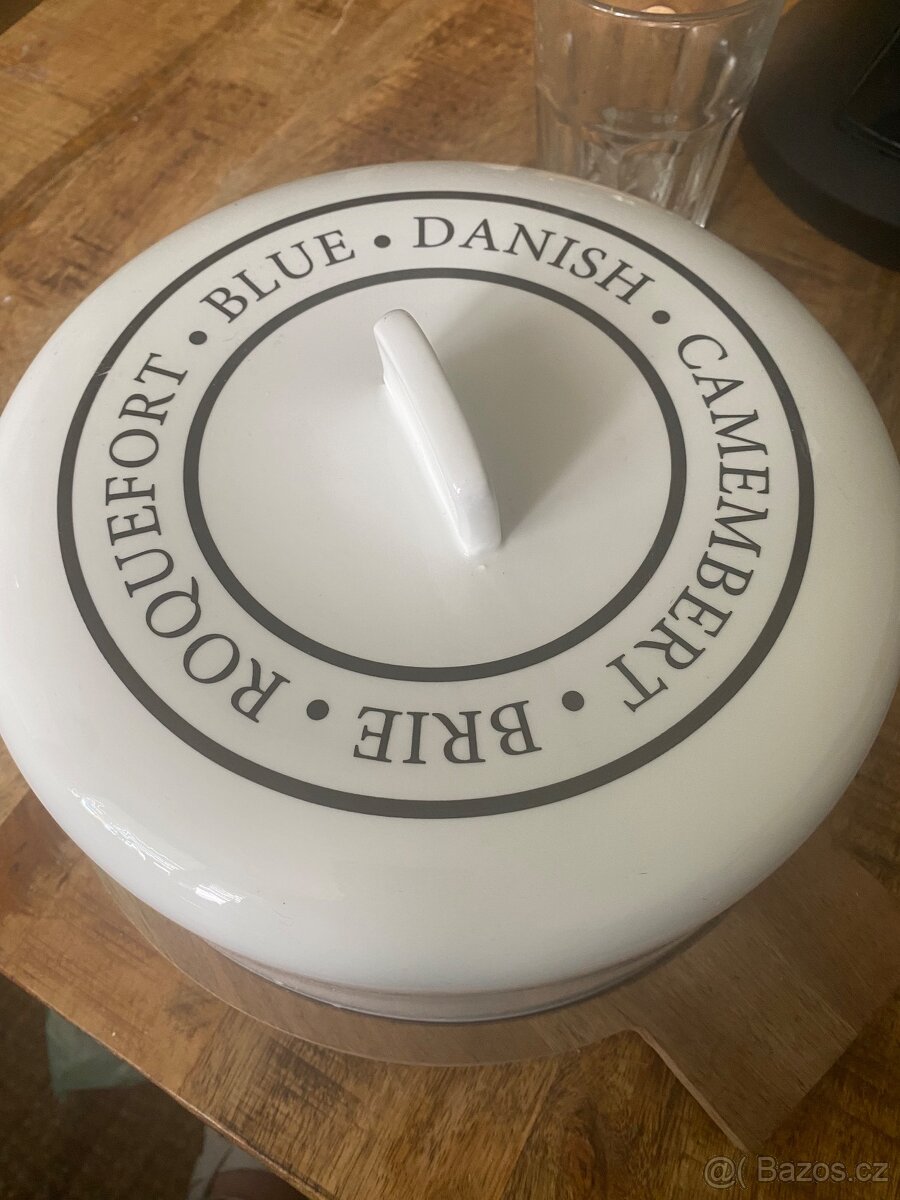 BLUE • DANISH • CAMEMBERT • BRIE • ROQUEFORT •
@( Bazos.cz